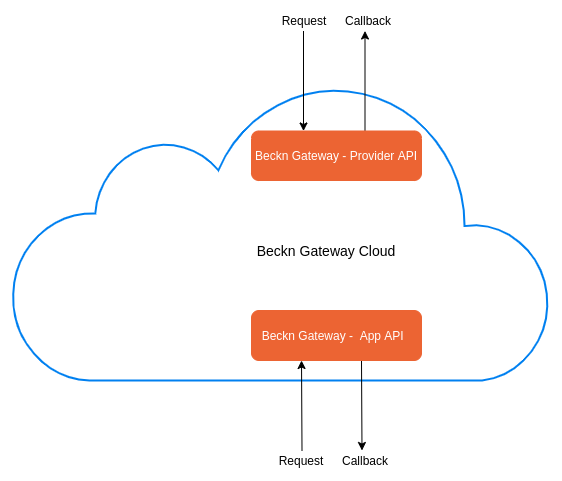 Request Callback
Beckn Gateway - Provider API
Beckn Gateway Cloud
Beckn Gateway - App API
Request Callback